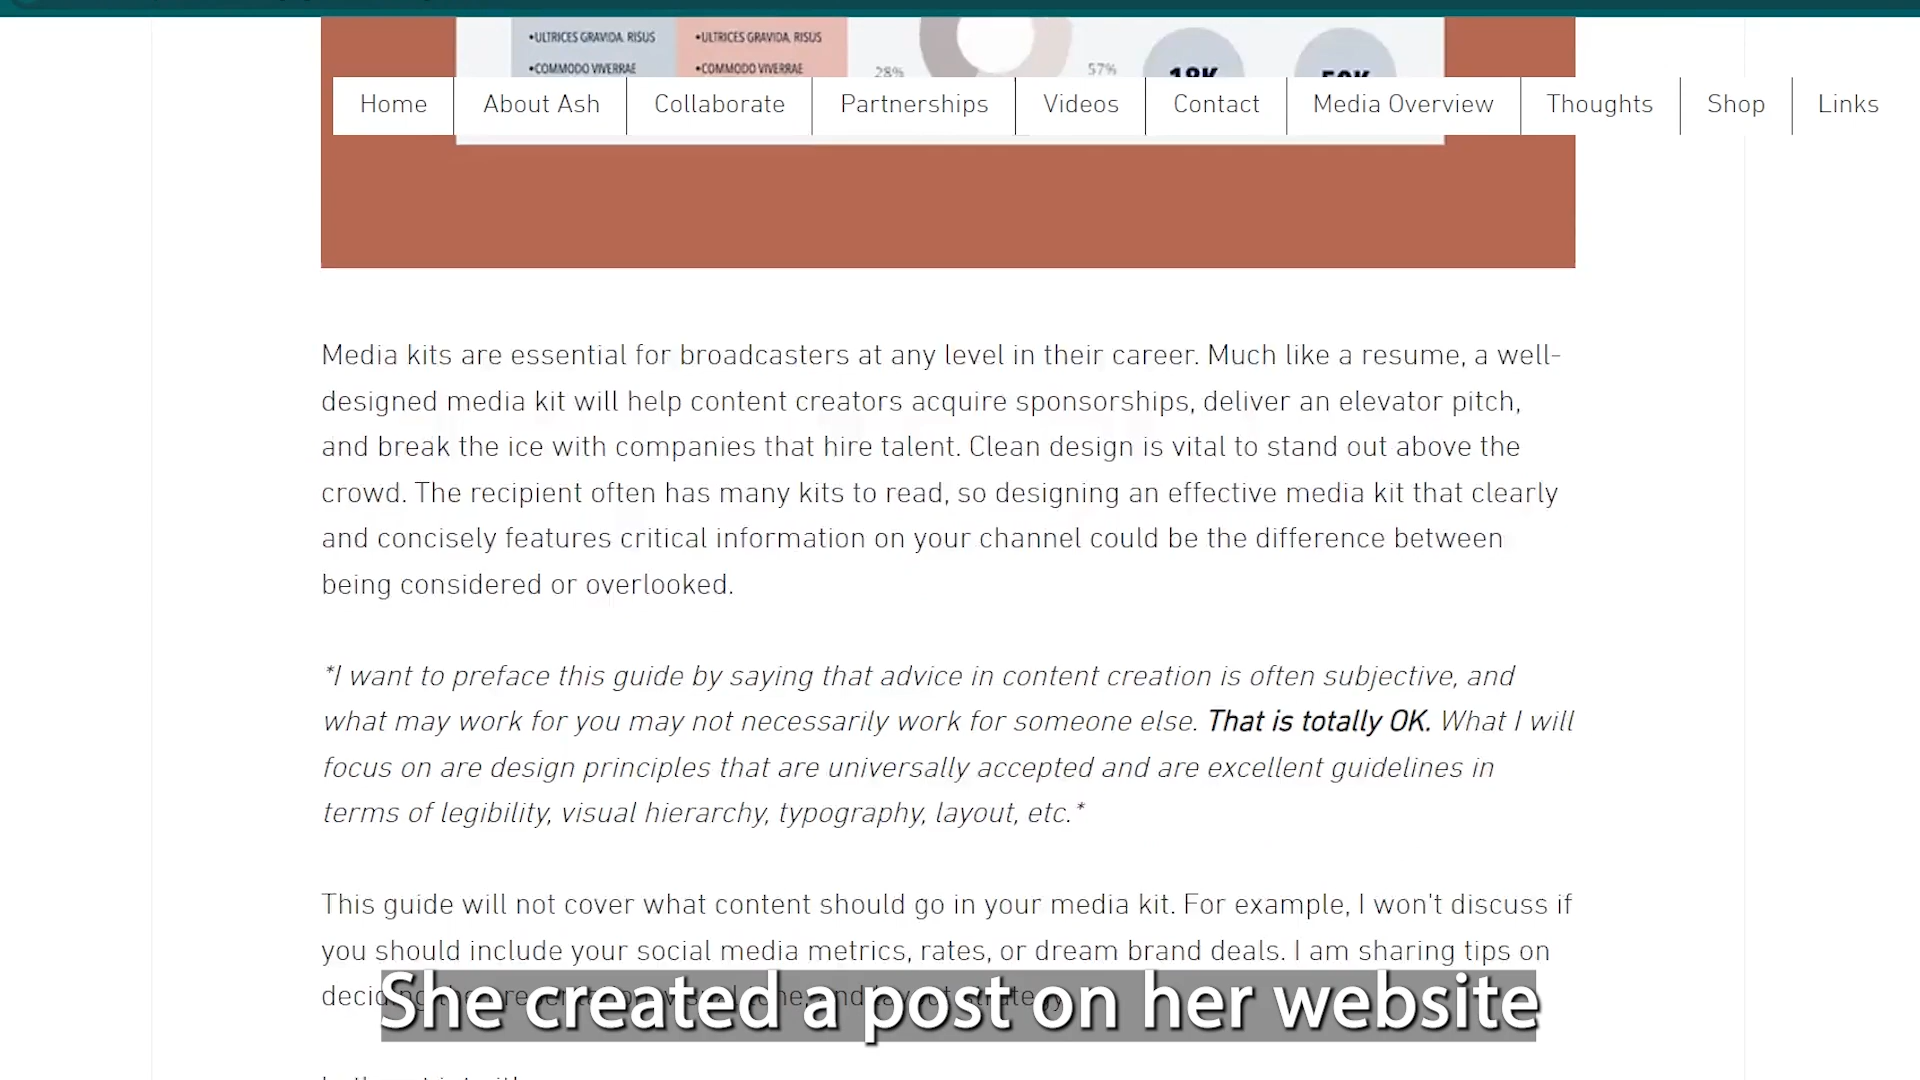 •ULTRICES GRAVIDA, RISUS
•ULTRICES GRAVIDA, RISUS
•COMMODO VIVERRAE
•COMMODO VIVERRAE
28%
57%
18K
50K
Home
About Ash
Collaborate
Partnerships
Videos
Contact
Media Overview
Thoughts
Shop
Links
Media kits are essential for broadcasters at any level in their career. Much like a resume, a well-
designed media kit will help content creators acquire sponsorships, deliver an elevator pitch,
and break the ice with companies that hire talent. Clean design is vital to stand out above the
crowd. The recipient often has many kits to read, so designing an effective media kit that clearly
and concisely features critical information on your channel could be the difference between
being considered or overlooked.
*I want to preface this guide by saying that advice in content creation is often subjective, and
what may work for you may not necessarily work for someone else. That is totally OK. What I will
focus on are design principles that are universally accepted and are excellent guidelines in
terms of legibility, visual hierarchy, typography, layout, etc.*
This guide will not cover what content should go in your media kit. For example, I won't discuss if
you should include your social media metrics, rates, or dream brand deals. I am sharing tips on
She created a post on her website